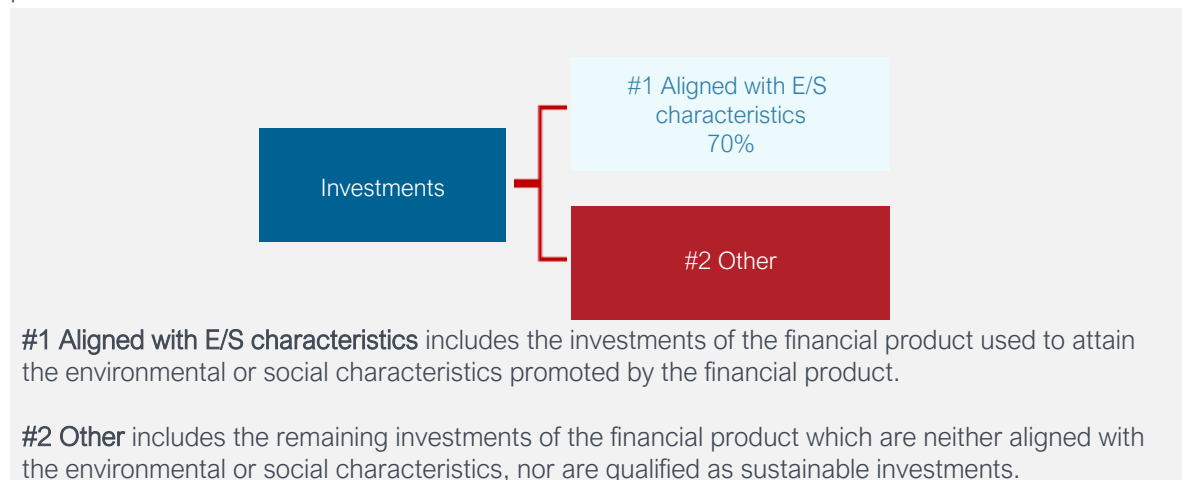 #1 Aligned with E/S
characteristics
70%
Investments
#2 Other
#1 Aligned with E/S characteristics includes the investments of the financial product used to attain
the environmental or social characteristics promoted by the financial product.
#2 Other includes the remaining investments of the financial product which are neither aligned with
the environmental or social characteristics, nor are qualified as sustainable investments.